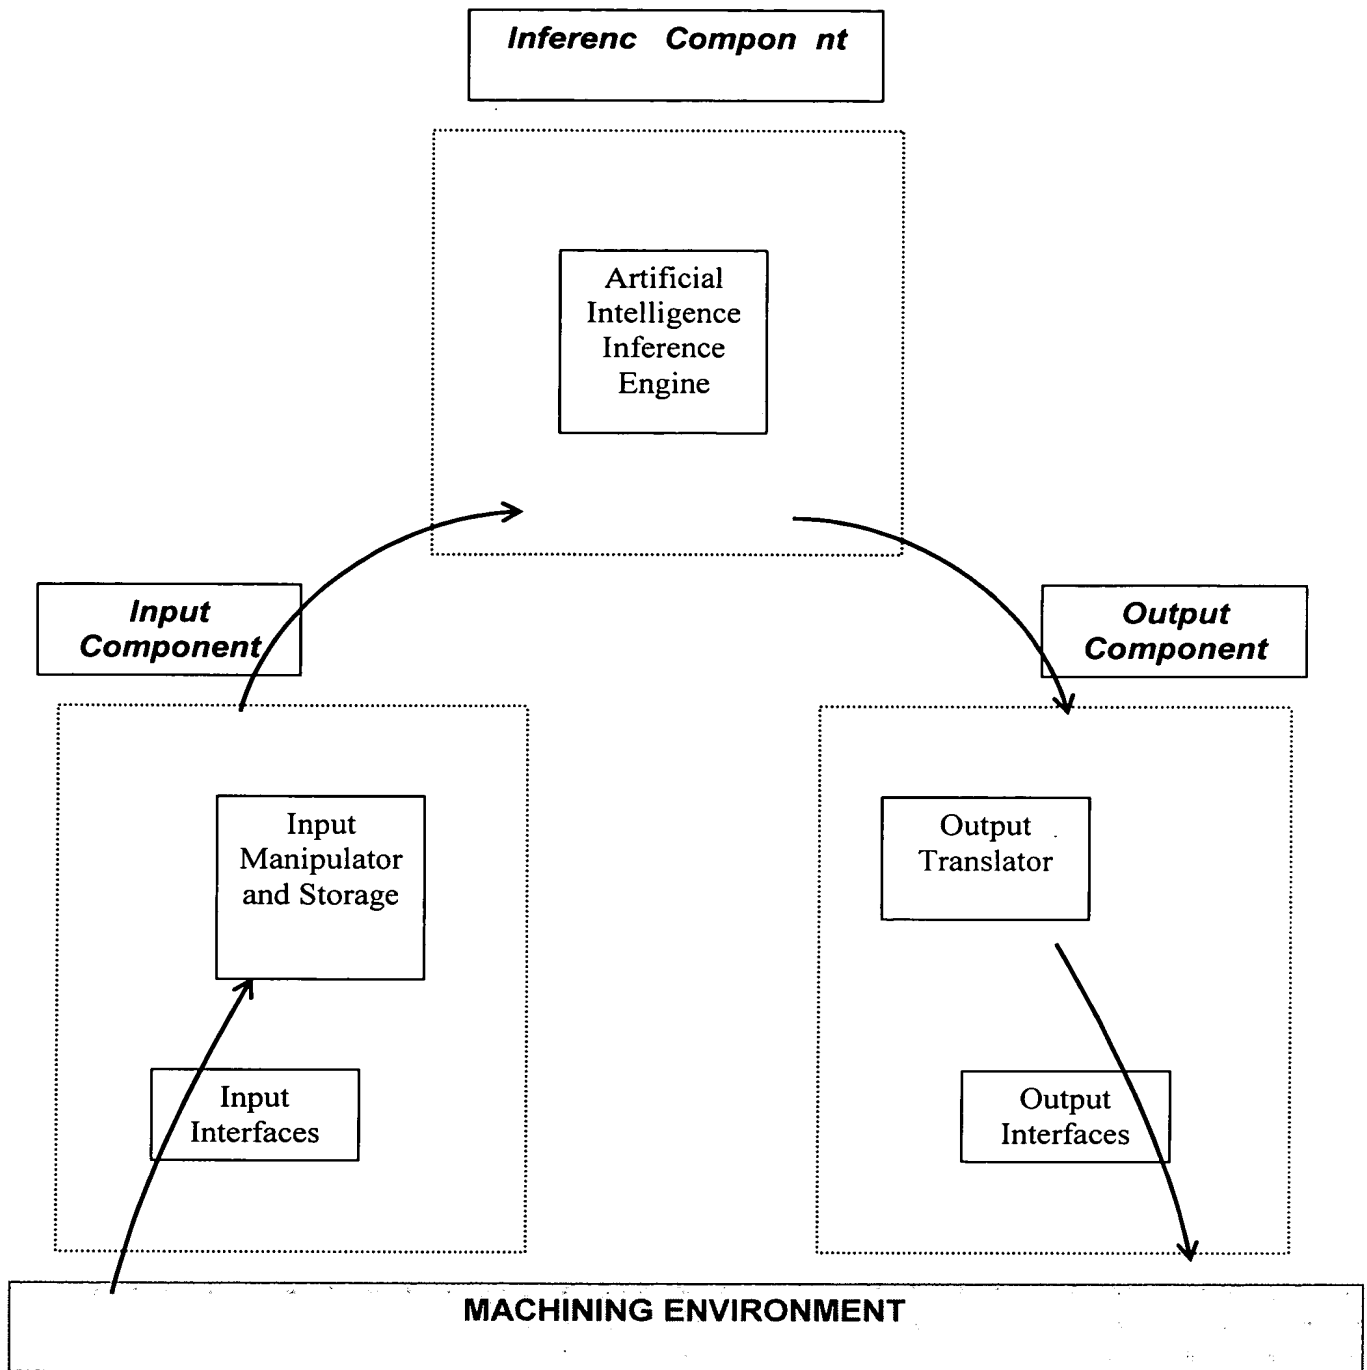 Inferenc Compon nt
Artificial
Intelligence
Inference
Engine
Input
Component
Output
Component
Input
Manipulator
and Storage
Output
Translator
Input
Interfaces
Output
Interfaces
MACHINING ENVIRONMENT